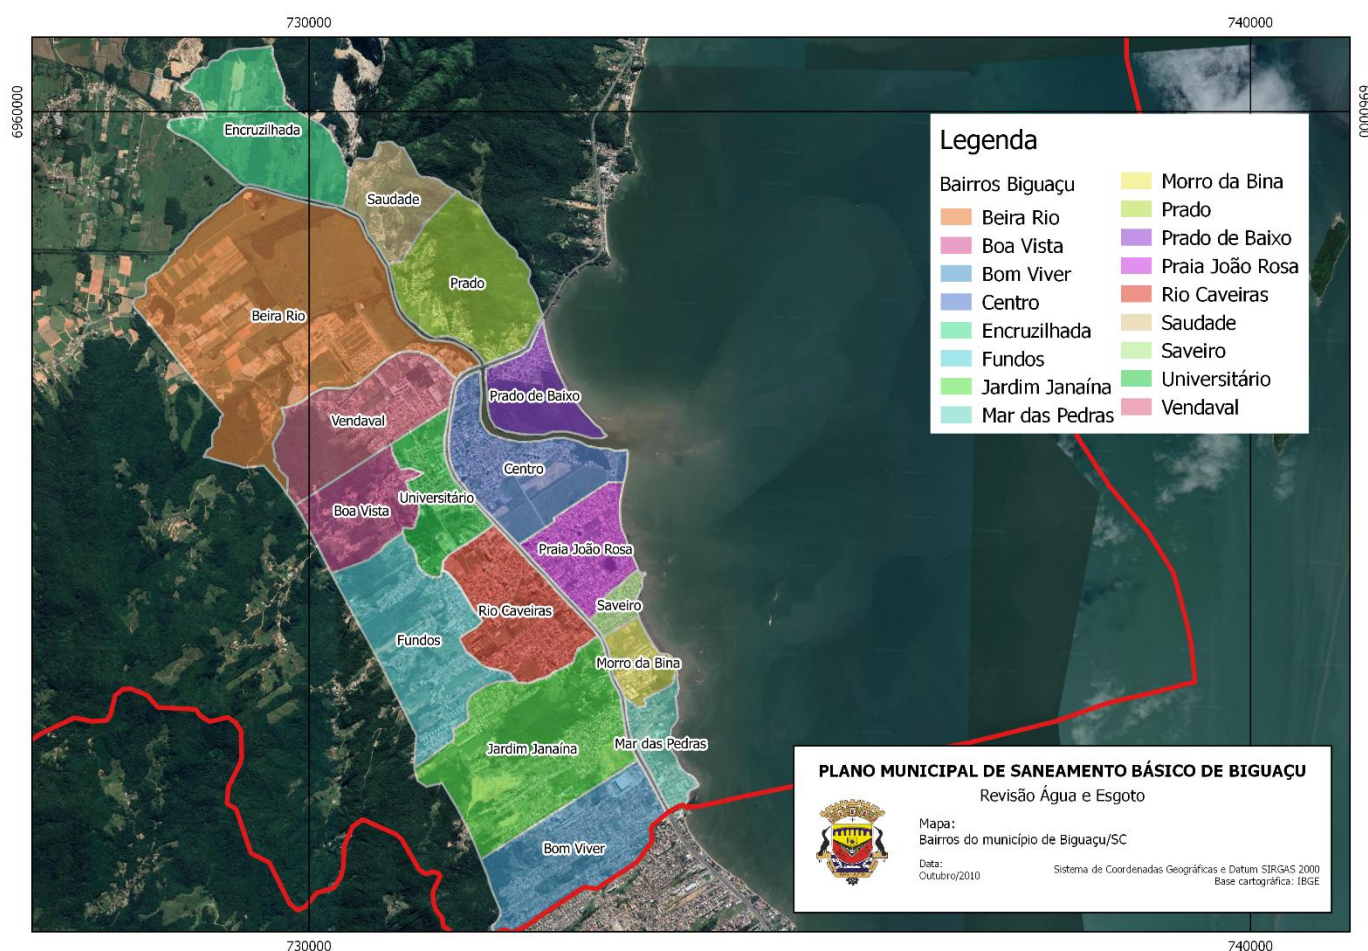 730000
740000
6960000
6960000
Encruzilhada
Saudade
Prado
Beira Rio
Prado de Baixo
Vendaval
Centro
Universitário
Boa Vista
Praia João Rosa
Saveiro
Rio Caveiras
Fundos
Morro da Bina
Mar das Pedras
Jardim Janaína
Bom Viver
Legenda
Bairros Biguaçu
Beira Rio
Boa Vista
Bom Viver
Centro
Encruzilhada
Fundos
Jardim Janaína
Mar das Pedras
Morro da Bina
Prado
Prado de Baixo
Praia João Rosa
Rio Caveiras
Saudade
Saveiro
Universitário
Vendaval
PLANO MUNICIPAL DE SANEAMENTO BÁSICO DE BIGUAÇU
Revisão Água e Esgoto
Mapa:
Bairros do município de Biguaçu/SC
Data:
Outubro/2010
Sistema de Coordenadas Geográficas e Datum SIRGAS 2000
Base cartográfica: IBGE
730000
740000